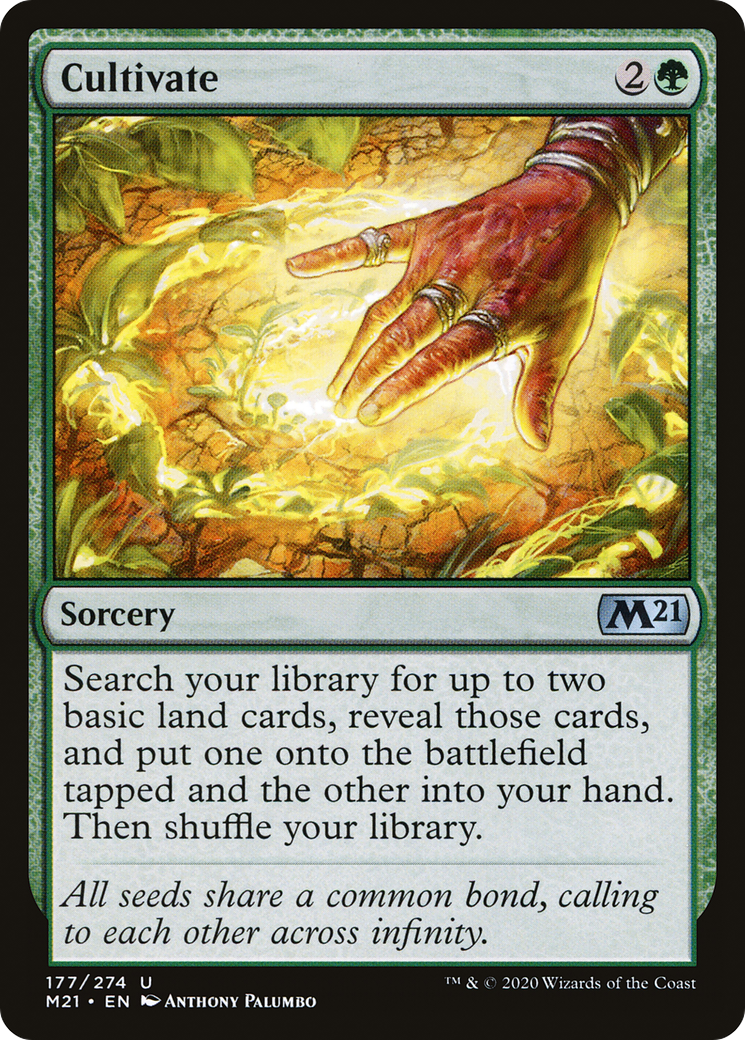 Cultivate 2
Sorcery M21
Search your library for up to two
basic land cards, reveal those cards,
and put one onto the battlefield
tapped and the other into your hand.
Then shuffle your library.
All seeds share a common bond, calling
to each other across infinity.
177/274 U ™ & © 2020 Wizards of the Coast
M21 • EN Anthony Palumbo